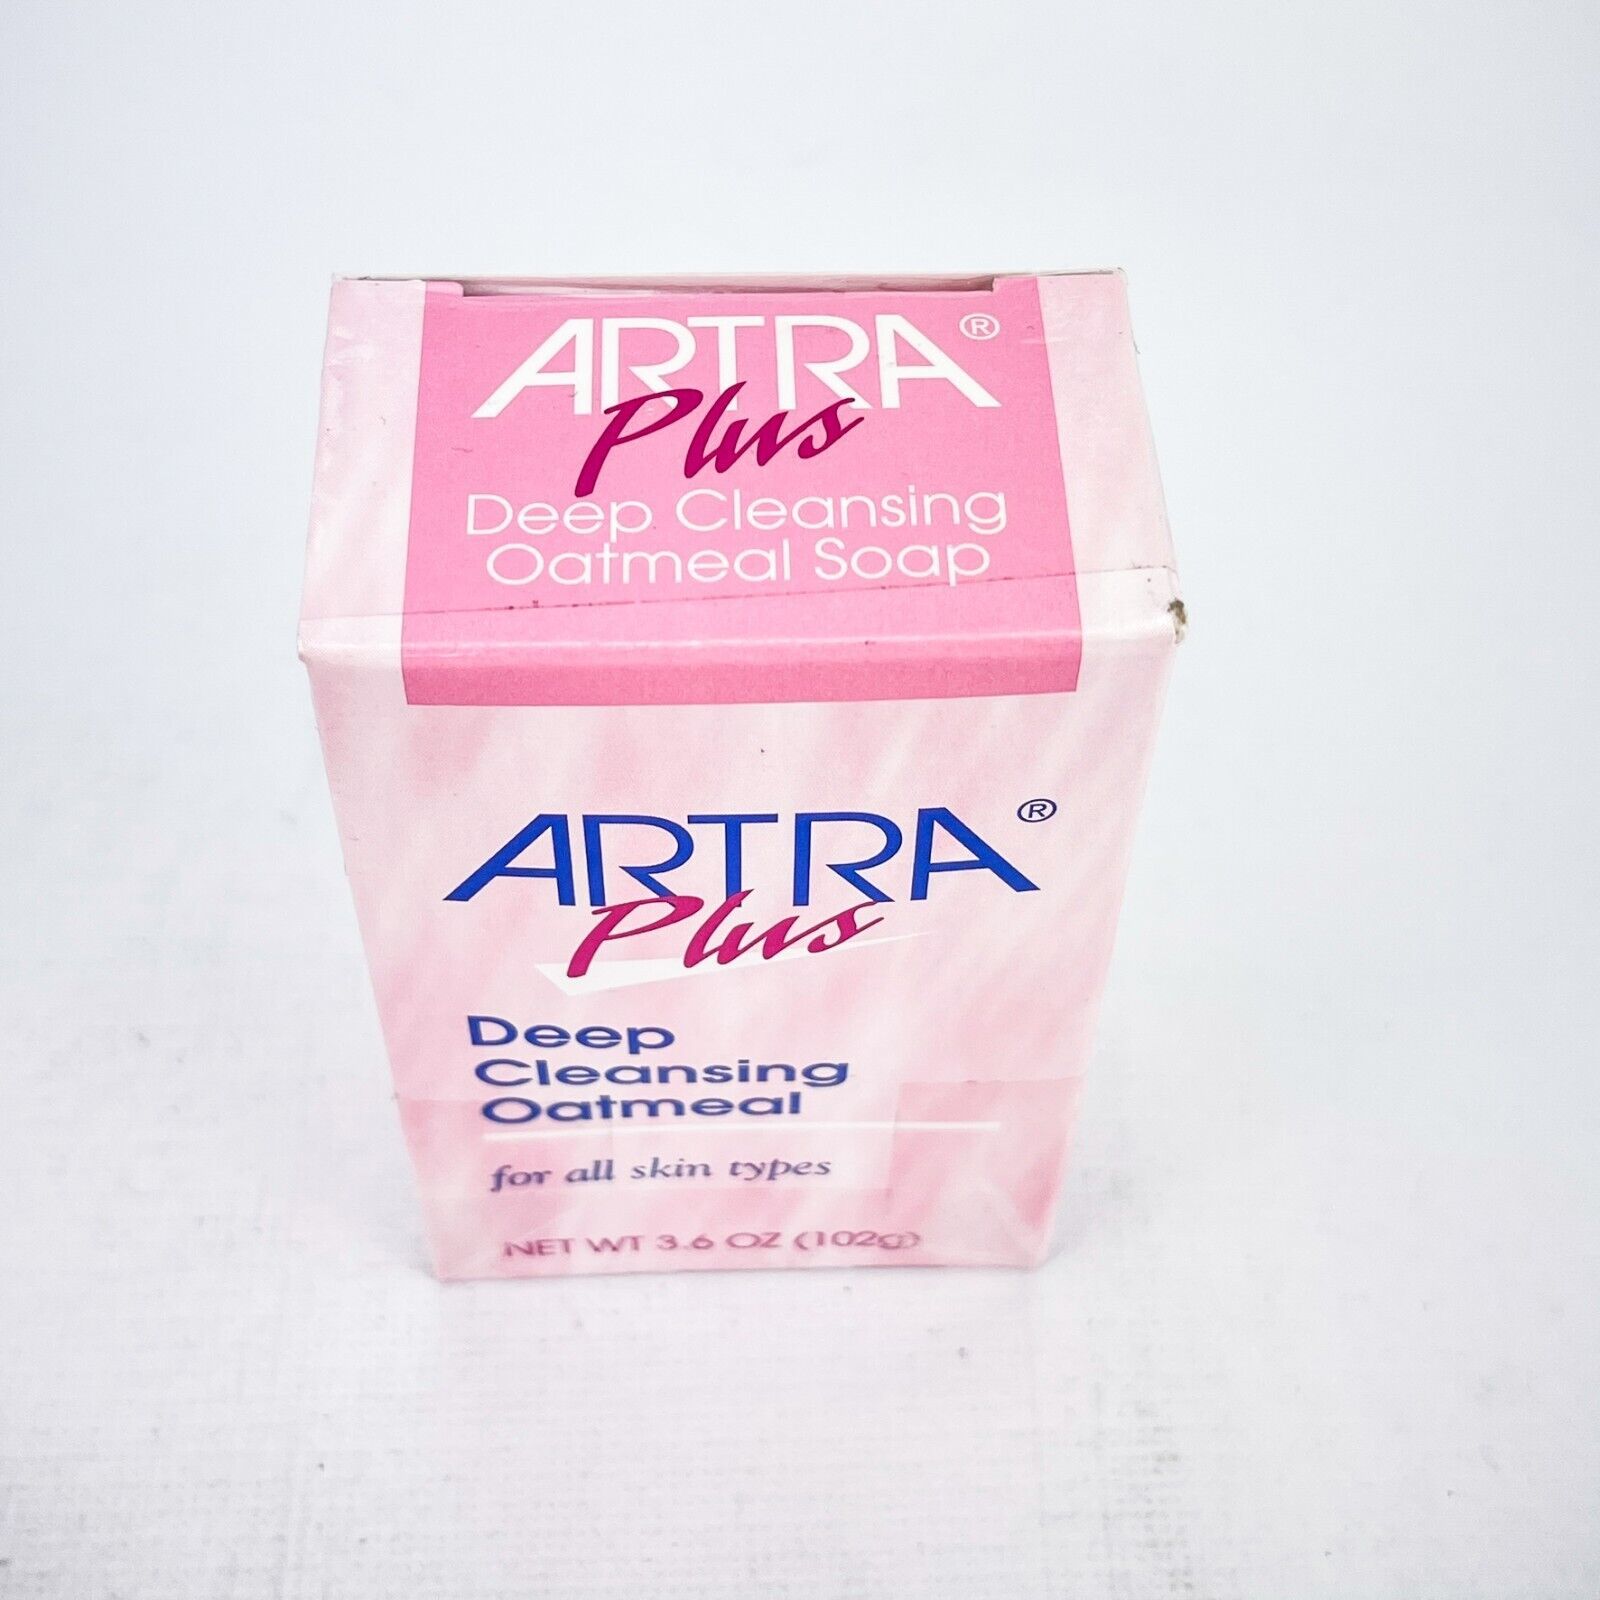 ARTRA®
Plus
Deep Cleansing
Oatmeal Soap
ARTRA®
Plus
Deep
Cleansing
Oatmeal
for all skin types
NET WT 3.6 OZ (102g)